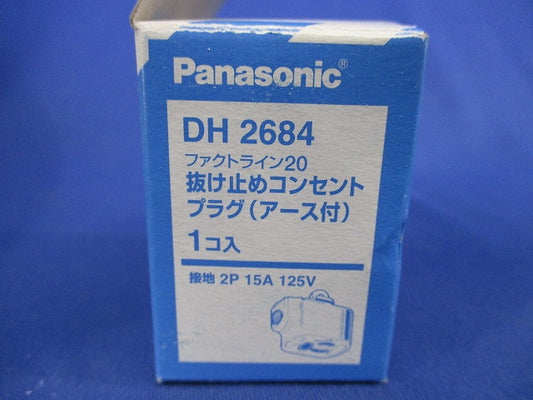 Panasonic®
DH 2684
ファクトライン20
抜け止めコンセント
プラグ(アース付)
1コ入
接地 2P 15A 125V